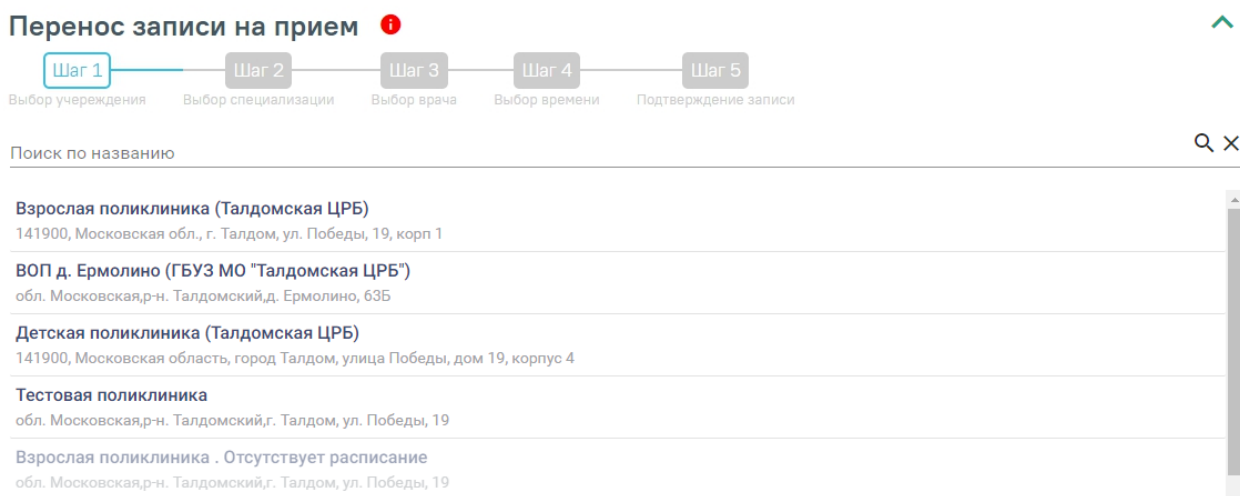 Перенос записи на прием
Шаг 1 Шаг 2 Шаг 3 Шаг 4 Шаг 5
Выбор учереждения Выбор специализации Выбор врача Выбор времени Подтверждение записи
Поиск по названию
Взрослая поликлиника (Талдомская ЦРБ)
141900, Московская обл., г. Талдом, ул. Победы, 19, корп 1
ВОП д. Ермолино (ГБУЗ МО "Талдомская ЦРБ")
обл. Московская,р-н. Талдомский,д. Ермолино, 63Б
Детская поликлиника (Талдомская ЦРБ)
141900, Московская область, город Талдом, улица Победы, дом 19, корпус 4
Тестовая поликлиника
обл. Московская,р-н. Талдомский,г. Талдом, ул. Победы, 19
Взрослая поликлиника . Отсутствует расписание
обл. Московская,р-н. Талдомский,г. Талдом, ул. Победы, 19